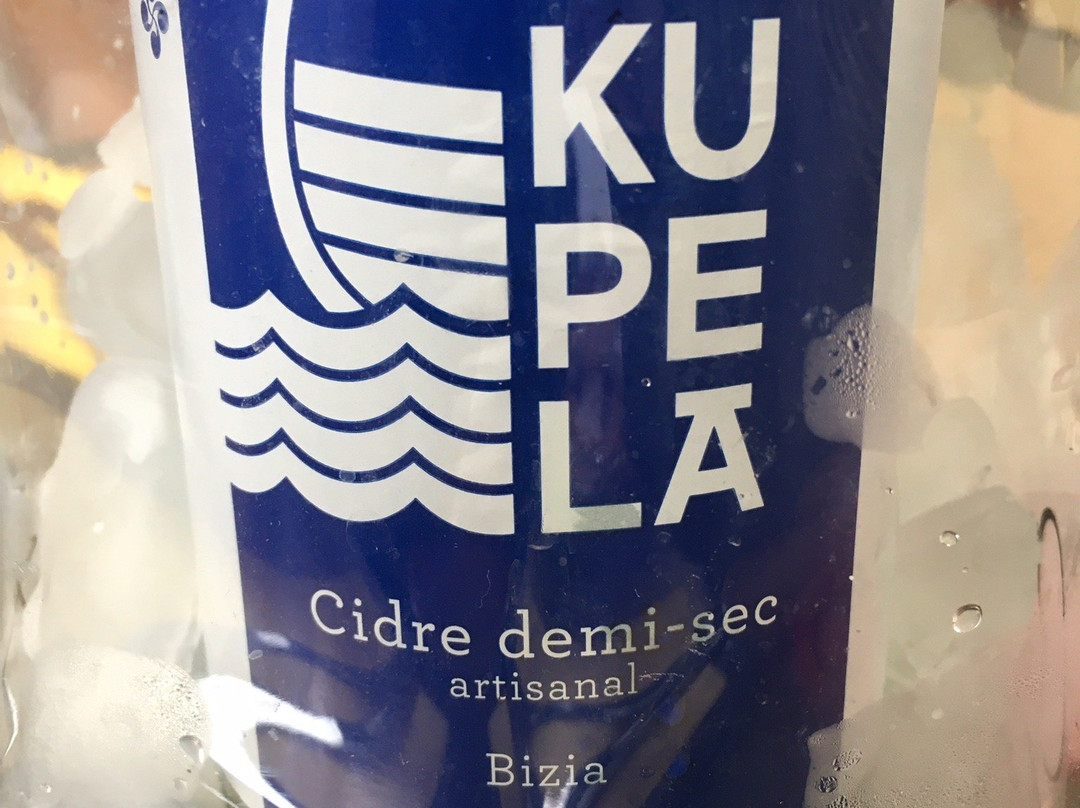 KU
PE
LA
Cidre demi-sec
artisanal
Bizia